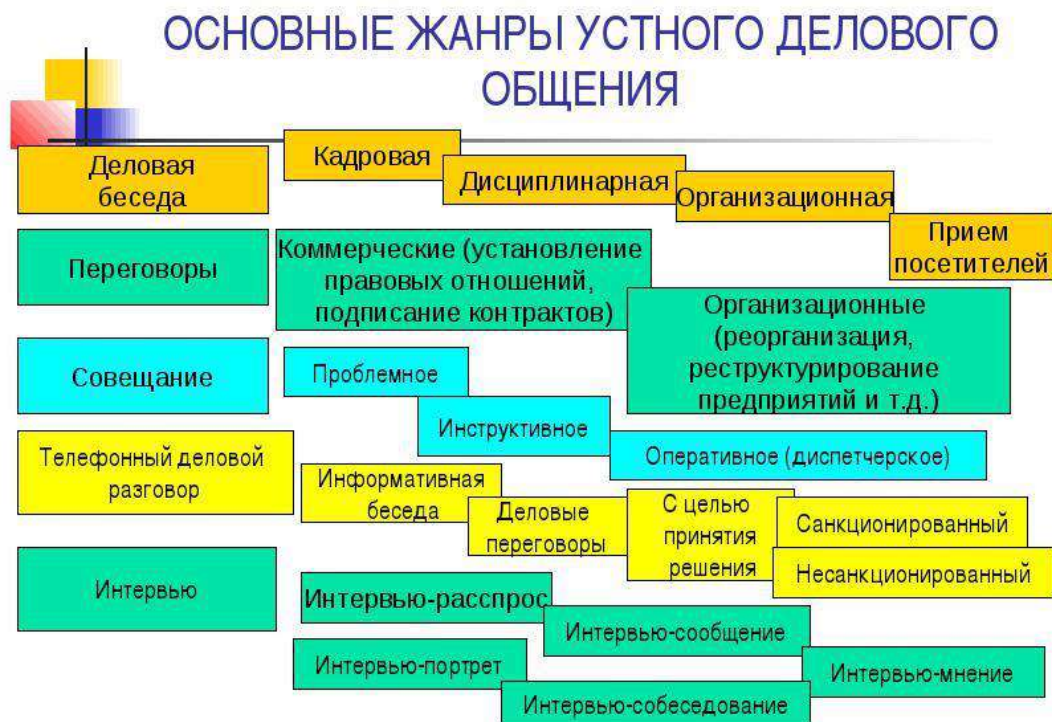 ОСНОВНЫЕ ЖАНРЫ УСТНОГО ДЕЛОВОГО
ОБЩЕНИЯ
Деловая
беседа
Кадровая
Дисциплинарная
Организационная
Прием
посетителей
Переговоры
Коммерческие (установление
правовых отношений,
подписание контрактов)
Организационные
(реорганизация,
реструктурирование
предприятий и т.д.)
Совещание
Проблемное
Инструктивное
Оперативное (диспетчерское)
Телефонный деловой
разговор
Информативная
беседа
Деловые
переговоры
С целью
принятия
решения
Санкционированный
Несанкционированный
Интервью
Интервью-расспрос
Интервью-сообщение
Интервью-портрет
Интервью-мнение
Интервью-собеседование